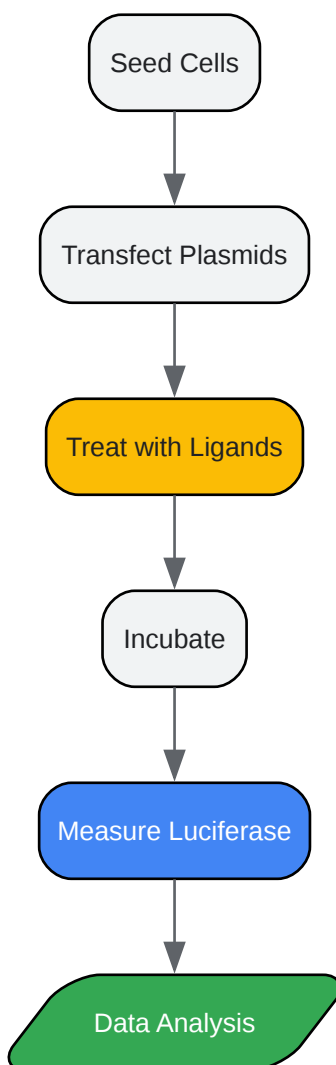 Seed Cells
Transfect Plasmids
Treat with Ligands
Incubate
Measure Luciferase
Data Analysis